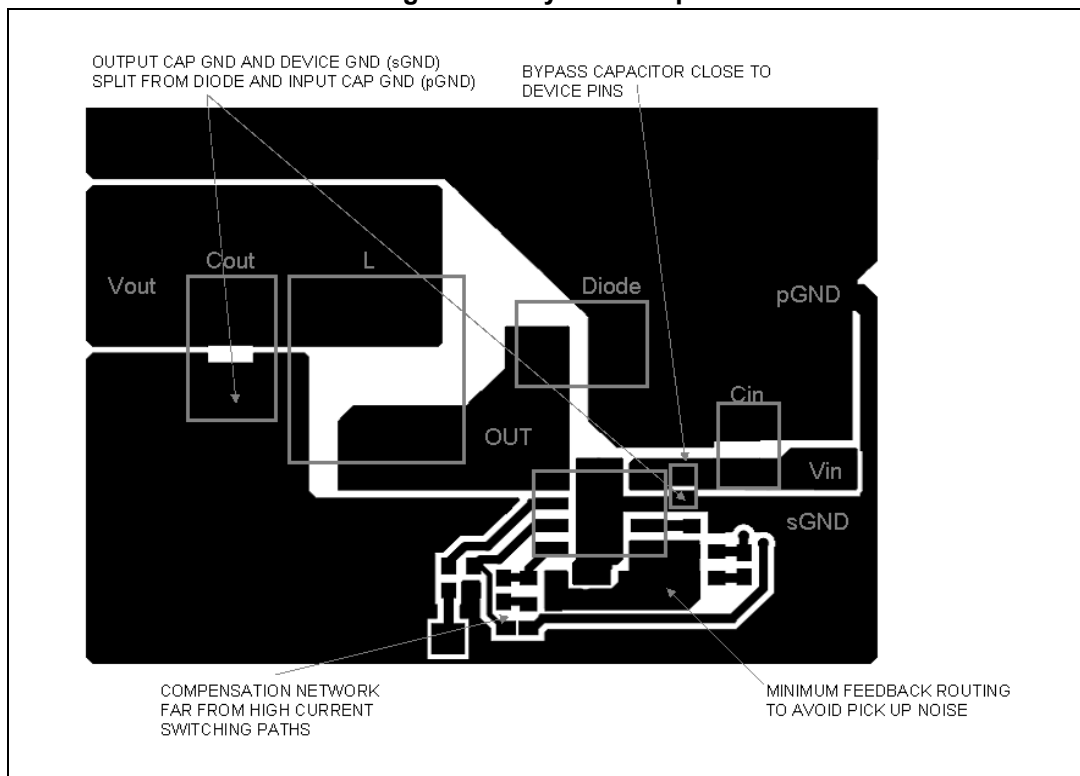 OUTPUT CAP GND AND DEVICE GND (sGND)
SPLIT FROM DIODE AND INPUT CAP GND (pGND)
BYPASS CAPACITOR CLOSE TO
DEVICE PINS
Cout
L
Vout
Diode
pGND
Cin
OUT
Vin
sGND
COMPENSATION NETWORK
FAR FROM HIGH CURRENT
SWITCHING PATHS
MINIMUM FEEDBACK ROUTING
TO AVOID PICK UP NOISE